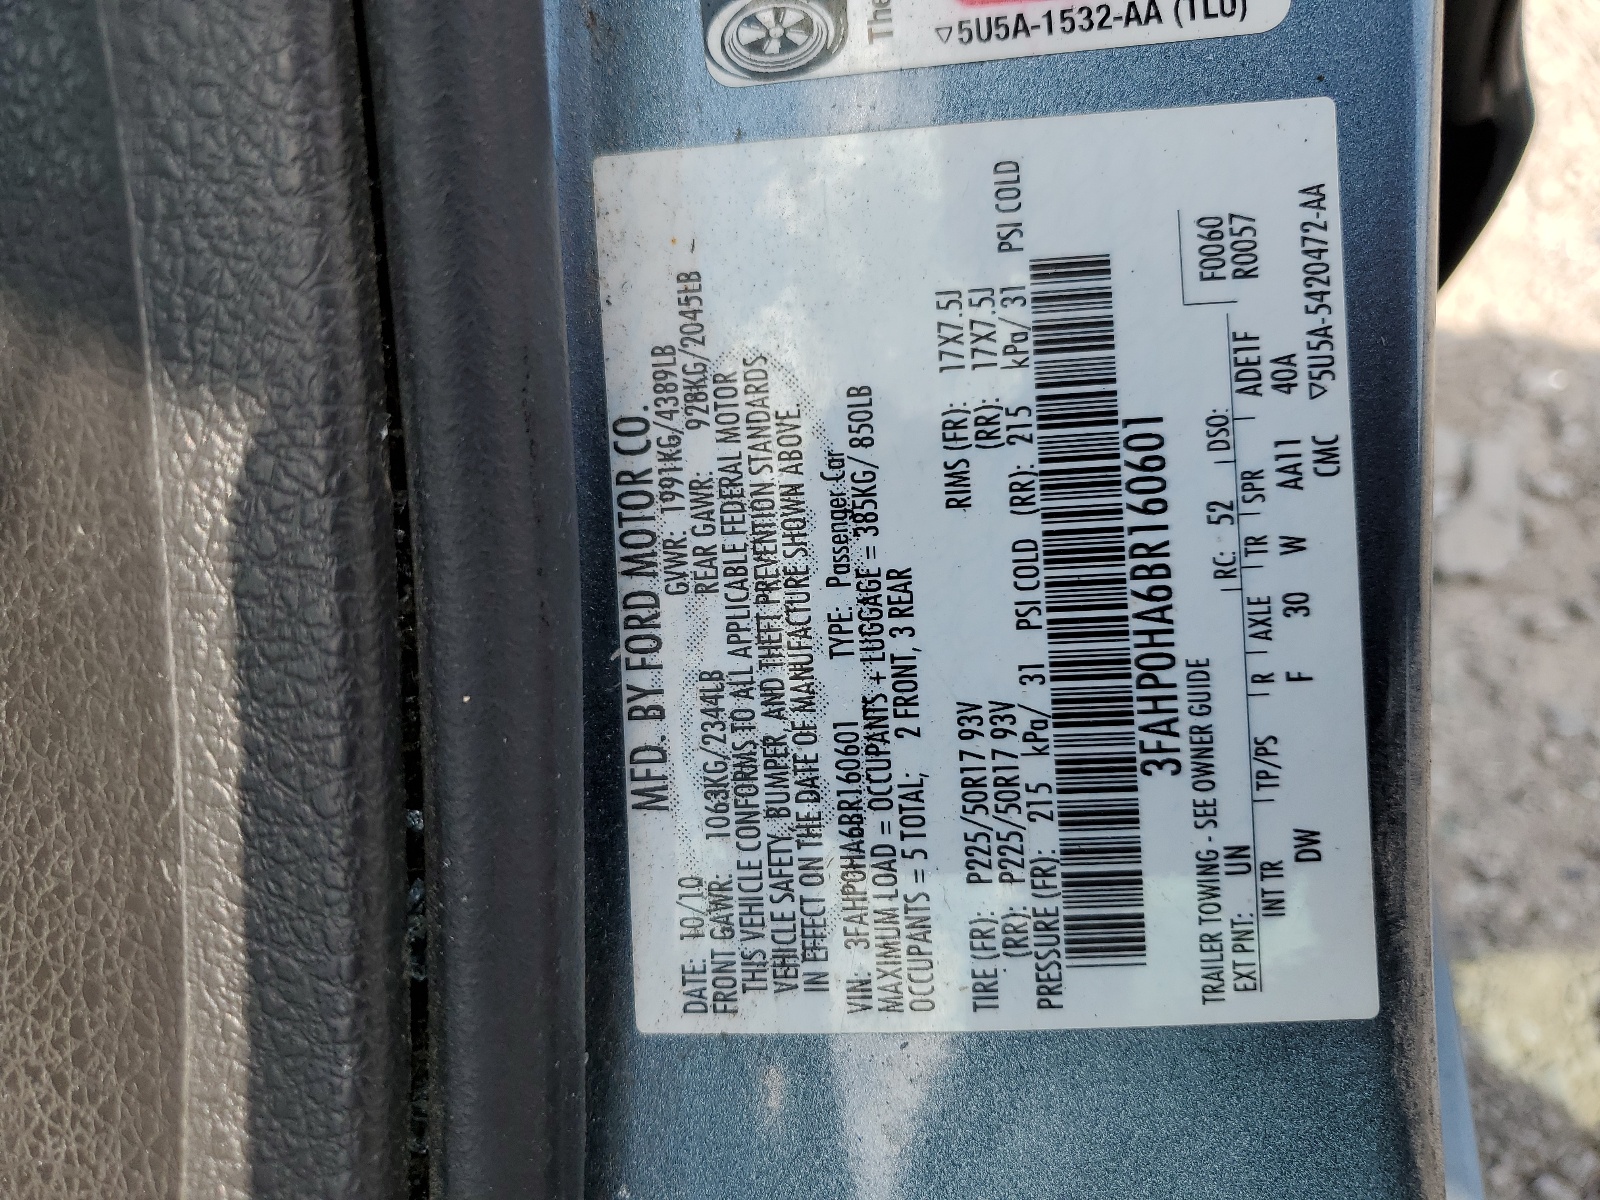 The
▽5U5A-1532-AA (TLU)
MFD. BY FORD MOTOR CO.
DATE: 10/10 GVWR: 1991KG/4389LB
FRONT GAWR: 1063KG/2344LB REAR GAWR: 928KG/2045LB
THIS VEHICLE CONFORMS TO ALL APPLICABLE FEDERAL MOTOR
VEHICLE SAFETY, BUMPER, AND THEFT PREVENTION STANDARDS
IN EFFECT ON THE DATE OF MANUFACTURE SHOWN ABOVE.
VIN: 3FAHP0HA6BR160601 TYPE: Passenger Car
MAXIMUM LOAD = OCCUPANTS + LUGGAGE = 385KG/ 850LB
OCCUPANTS = 5 TOTAL, 2 FRONT, 3 REAR
TIRE (FR): P225/50R17 93V RIMS (FR): 17X7.5J
(RR): P225/50R17 93V (RR): 17X7.5J
PRESSURE (FR): 215 kPa/ 31 PSI COLD (RR): 215 kPa/ 31 PSI COLD
3FAHP0HA6BR160601
TRAILER TOWING - SEE OWNER GUIDE
EXT PNT: UN RC: 52 DSO: F0060
INT TR TP/PS R AXLE TR SPR ADE1F R0057
DW F 30 W AA11 40A
CMC ▽5U5A-5420472-AA